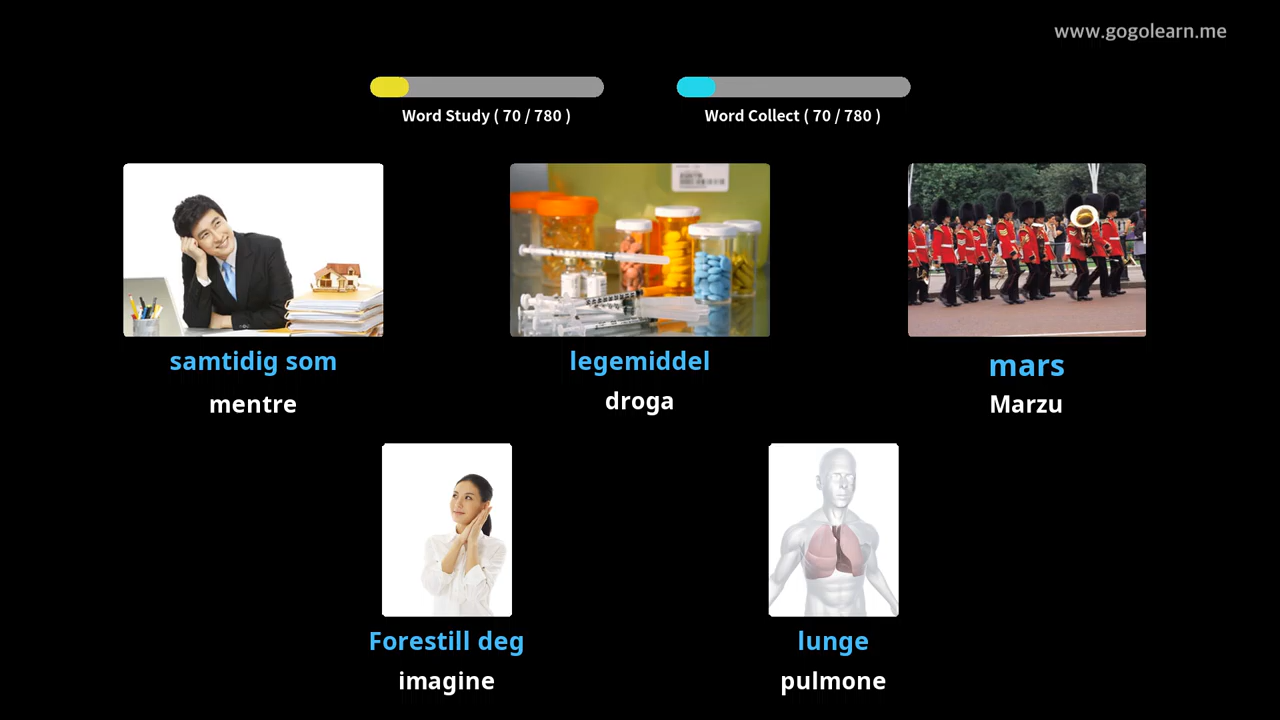 www.gogolearn.me
Word Study ( 70 / 780 )
Word Collect ( 70 / 780 )
samtidig som
mentre
legemiddel
droga
mars
Marzu
Forestill deg
imagine
lunge
pulmone